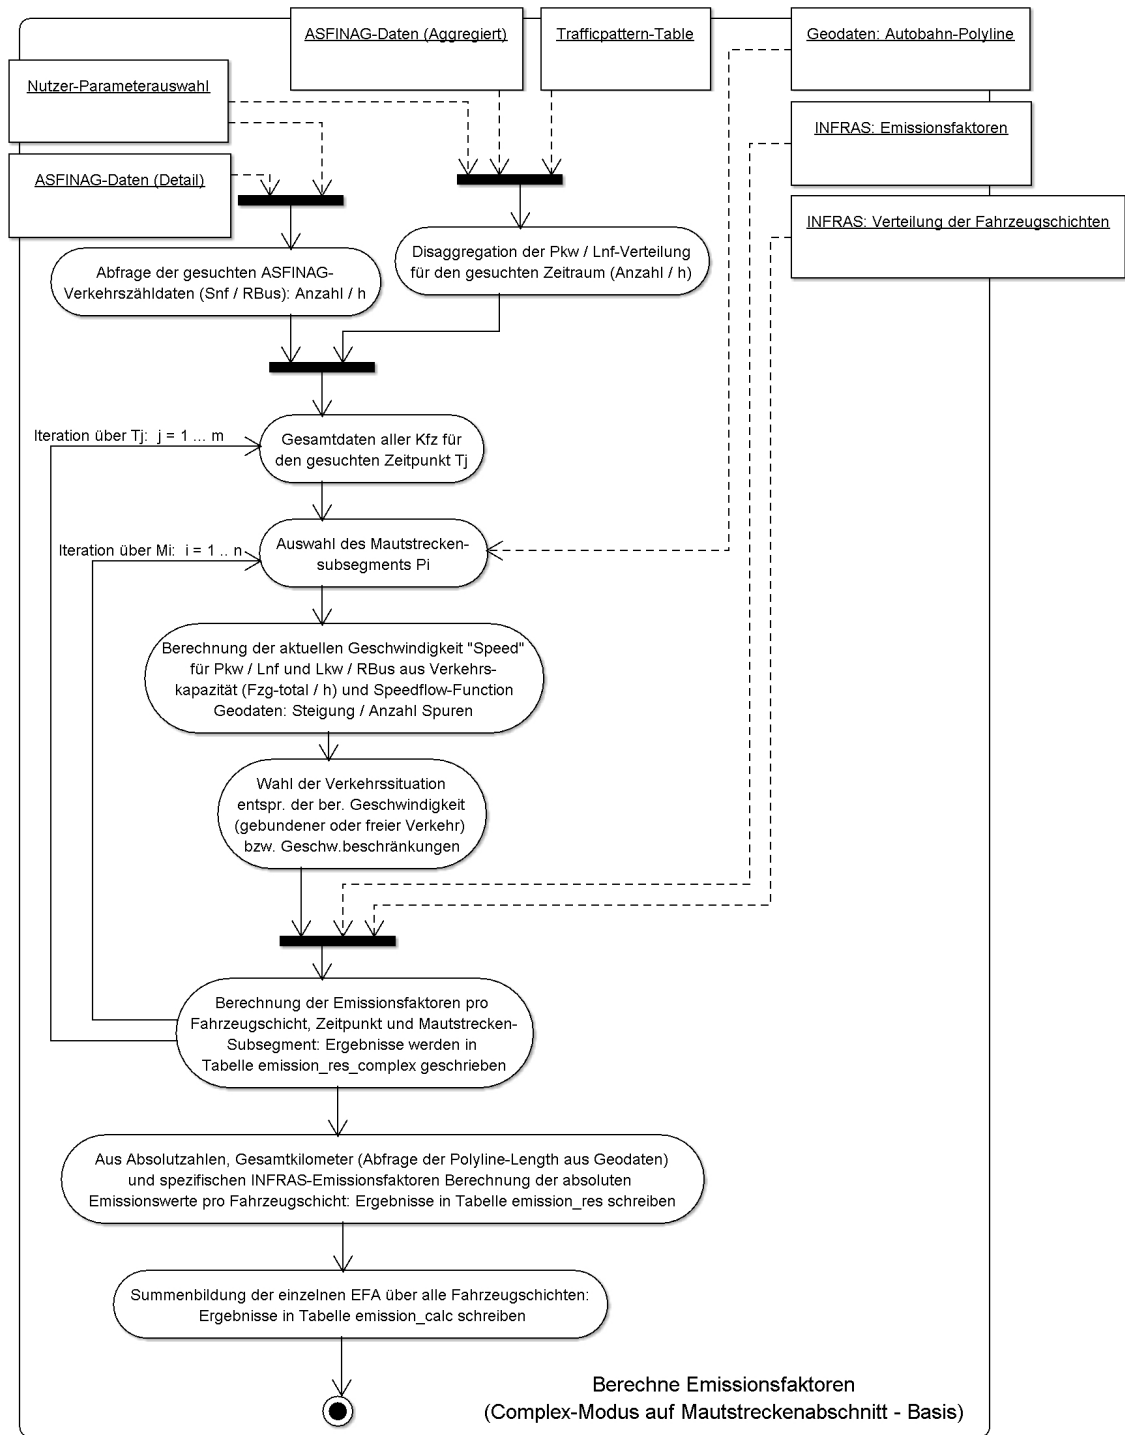 ASFINAG-Daten (Aggregiert)
Trafficpattern-Table
Geodaten: Autobahn-Polyline
Nutzer-Parameterauswahl
INFRAS: Emissionsfaktoren
ASFINAG-Daten (Detail)
INFRAS: Verteilung der Fahrzeugschichten
Abfrage der gesuchten ASFINAG-
Verkehrszähldaten (Snf / RBus): Anzahl / h
Disaggregation der Pkw / Lnf-Verteilung
für den gesuchten Zeitraum (Anzahl / h)
Iteration über Tj: j = 1 ... m
Gesamtdaten aller Kfz für
den gesuchten Zeitpunkt Tj
Iteration über Mi: i = 1 .. n
Auswahl des Mautstrecken-
subsegments Pi
Berechnung der aktuellen Geschwindigkeit "Speed"
für Pkw / Lnf und Lkw / RBus aus Verkehrs-
kapazität (Fzg-total / h) und Speedflow-Function
Geodaten: Steigung / Anzahl Spuren
Wahl der Verkehrssituation
entspr. der ber. Geschwindigkeit
(gebundener oder freier Verkehr)
bzw. Geschw.beschränkungen
Berechnung der Emissionsfaktoren pro
Fahrzeugschicht, Zeitpunkt und Mautstrecken-
Subsegment: Ergebnisse werden in
Tabelle emission_res_complex geschrieben
Aus Absolutzahlen, Gesamtkilometer (Abfrage der Polyline-Length aus Geodaten)
und spezifischen INFRAS-Emissionsfaktoren Berechnung der absoluten
Emissionswerte pro Fahrzeugschicht: Ergebnisse in Tabelle emission_res schreiben
Summenbildung der einzelnen EFA über alle Fahrzeugschichten:
Ergebnisse in Tabelle emission_calc schreiben
Berechne Emissionsfaktoren
(Complex-Modus auf Mautstreckenabschnitt - Basis)